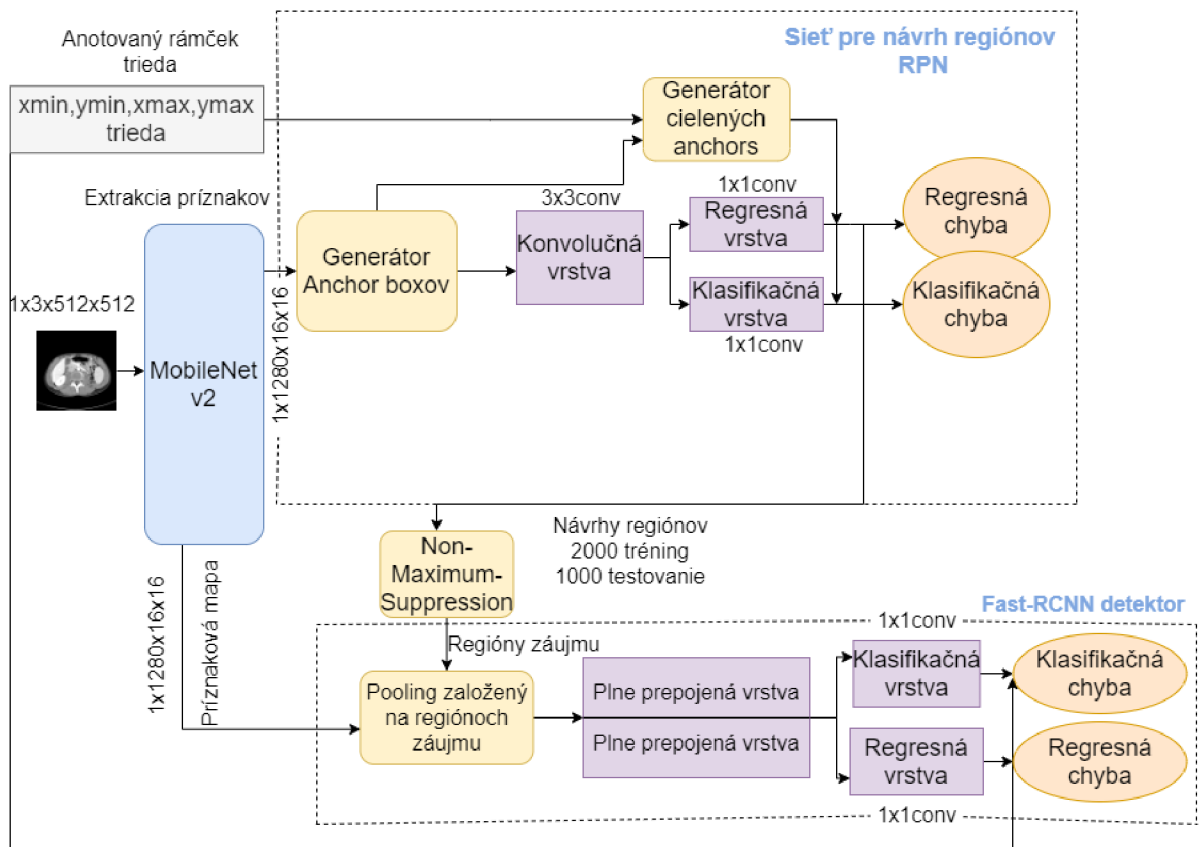 Anotovaný rámček
trieda
xmin,ymin,xmax,ymax
trieda
Sieť pre návrh regiónov
RPN
Generátor
cielených
anchors
Extrakcia príznakov
1x3x512x512
MobileNet
v2
1x1280x16x16
Generátor
Anchor boxov
3x3conv
Konvolučná
vrstva
1x1conv
Regresná
vrstva
Klasifikačná
vrstva
1x1conv
Regresná
chyba
Klasifikačná
chyba
Návrhy regiónov
2000 tréning
1000 testovanie
Non-
Maximum-
Suppression
1x1280x16x16
Príznaková mapa
Regióny záujmu
Fast-RCNN detektor
Pooling založený
na regiónoch
záujmu
Plne prepojená vrstva
Plne prepojená vrstva
1x1conv
Klasifikačná
vrstva
Regresná
vrstva
1x1conv
Klasifikačná
chyba
Regresná
chyba